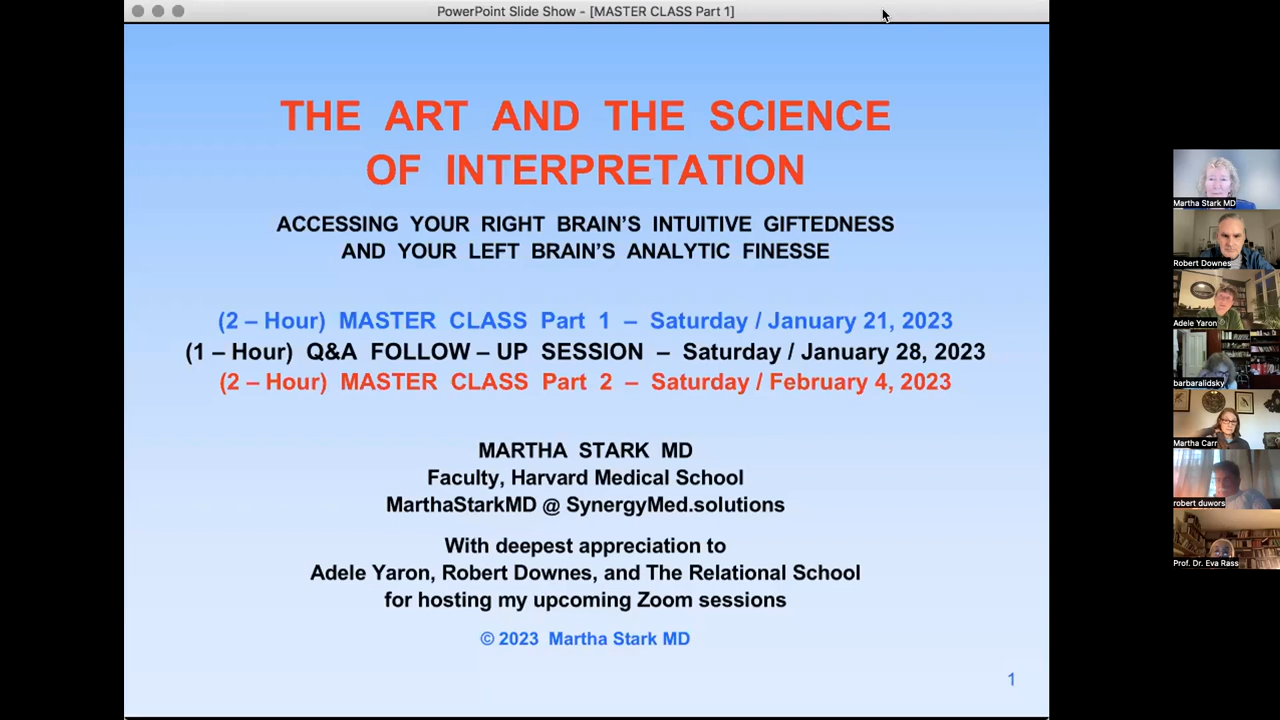 PowerPoint Slide Show - [MASTER CLASS Part 1]
THE ART AND THE SCIENCE
OF INTERPRETATION
ACCESSING YOUR RIGHT BRAIN'S INTUITIVE GIFTEDNESS
AND YOUR LEFT BRAIN'S ANALYTIC FINESSE
(2 – Hour) MASTER CLASS Part 1 – Saturday / January 21, 2023
(1 – Hour) Q&A FOLLOW – UP SESSION – Saturday / January 28, 2023
(2 – Hour) MASTER CLASS Part 2 – Saturday / February 4, 2023
MARTHA STARK MD
Faculty, Harvard Medical School
MarthaStarkMD @ SynergyMed.solutions
With deepest appreciation to
Adele Yaron, Robert Downes, and The Relational School
for hosting my upcoming Zoom sessions
© 2023 Martha Stark MD
1
Martha Stark MD
Robert Downes
Adele Yaron
barbaralidsky
Martha Carr
robert duwors
Prof. Dr. Eva Rass